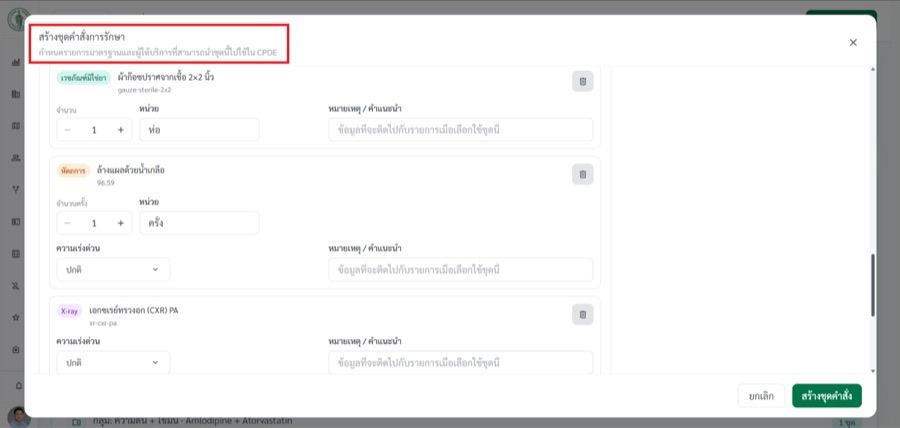 สร้างชุดคำสั่งการรักษา
กำหนดรายการมาตรฐานและผู้ให้บริการที่สามารถนำชุดนี้ไปใช้ใน CPOE
เวชภัณฑ์มิใช่ยา ผ้าก๊อซปราศจากเชื้อ 2×2 นิ้ว
gauze-sterile-2x2
จำนวน หน่วย หมายเหตุ / คำแนะนำ
− 1 + ห่อ ข้อมูลที่จะติดไปกับรายการเมื่อเลือกใช้ชุดนี้
หัตถการ ล้างแผลด้วยน้ำเกลือ
96.59
จำนวนครั้ง หน่วย
− 1 + ครั้ง
ความเร่งด่วน หมายเหตุ / คำแนะนำ
ปกติ ข้อมูลที่จะติดไปกับรายการเมื่อเลือกใช้ชุดนี้
X-ray เอกซเรย์ทรวงอก (CXR) PA
xr-cxr-pa
ความเร่งด่วน หมายเหตุ / คำแนะนำ
ปกติ ข้อมูลที่จะติดไปกับรายการเมื่อเลือกใช้ชุดนี้
ยกเลิก สร้างชุดคำสั่ง
กลุ่ม: ความดัน + ไขมัน · Amlodipine + Atorvastatin 1 ชุด